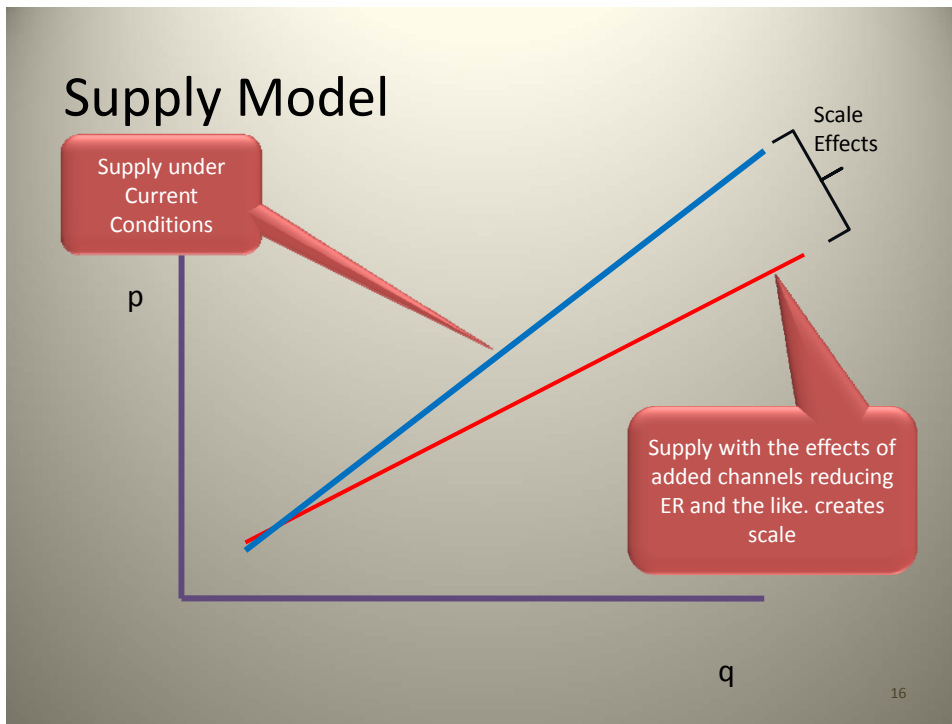 Supply Model
Scale
Effects
Supply under
Current
Conditions
p
Supply with the effects of
added channels reducing
ER and the like. creates
scale
q
16